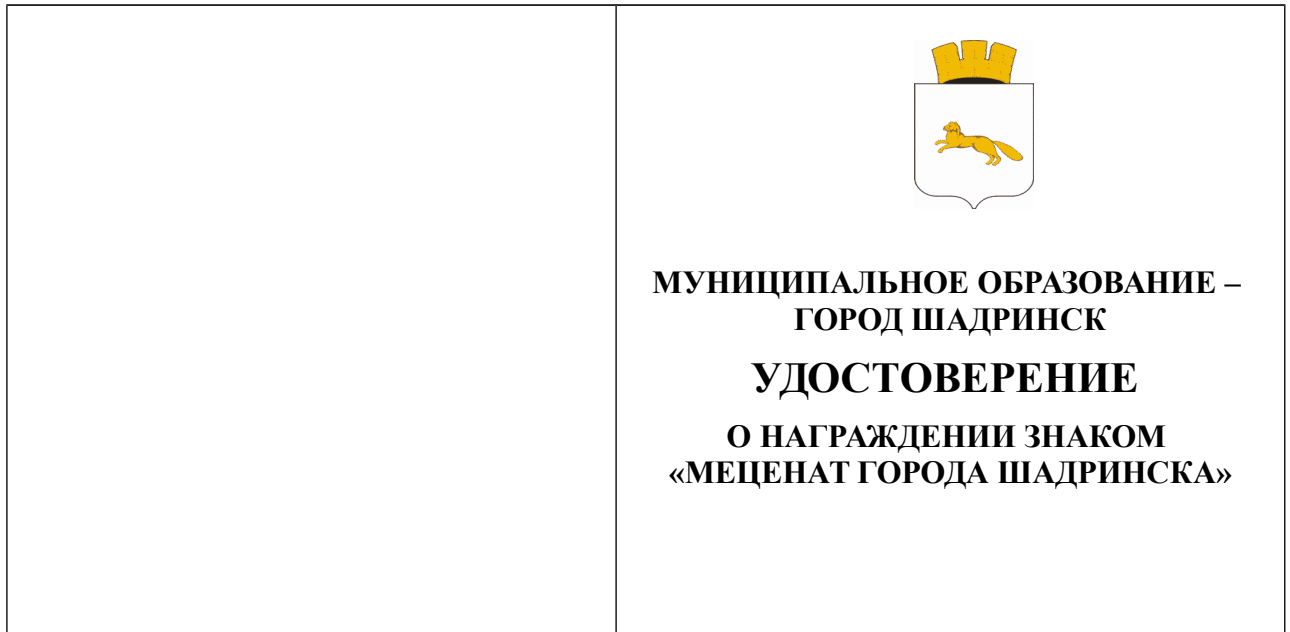 МУНИЦИПАЛЬНОЕ ОБРАЗОВАНИЕ –
ГОРОД ШАДРИНСК
УДОСТОВЕРЕНИЕ
О НАГРАЖДЕНИИ ЗНАКОМ
«МЕЦЕНАТ ГОРОДА ШАДРИНСКА»